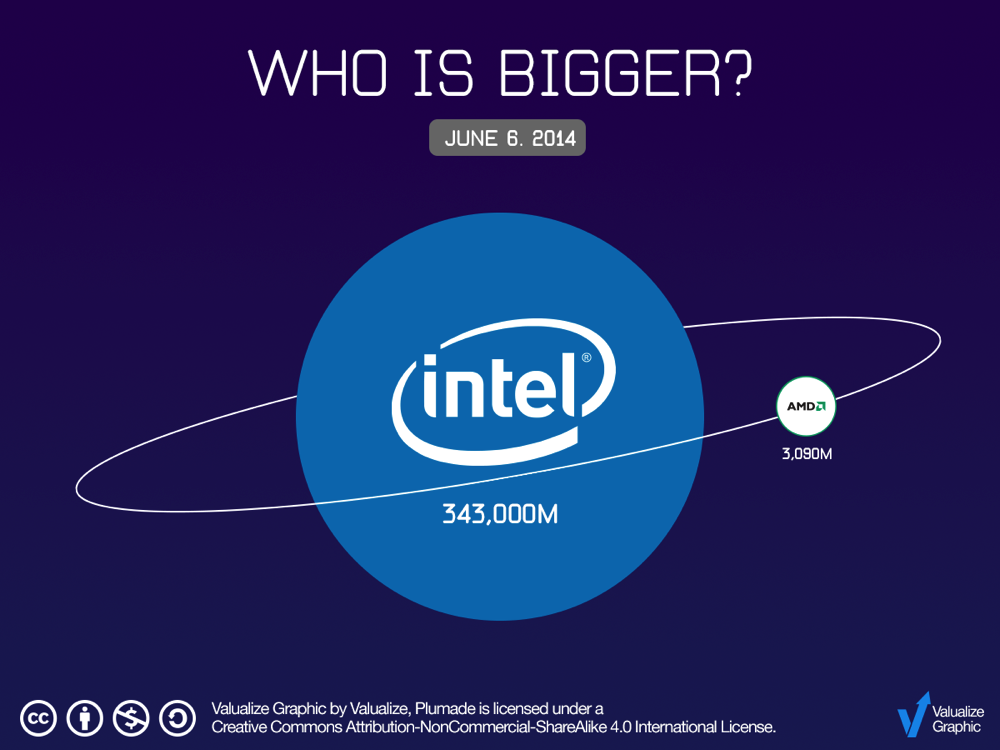 WHO IS BIGGER?
JUNE 6. 2014
intel®
343,000M
AMD
3,090M
cc
Valualize Graphic by Valualize, Plumade is licensed under a
Creative Commons Attribution-NonCommercial-ShareAlike 4.0 International License.
Valualize
Graphic